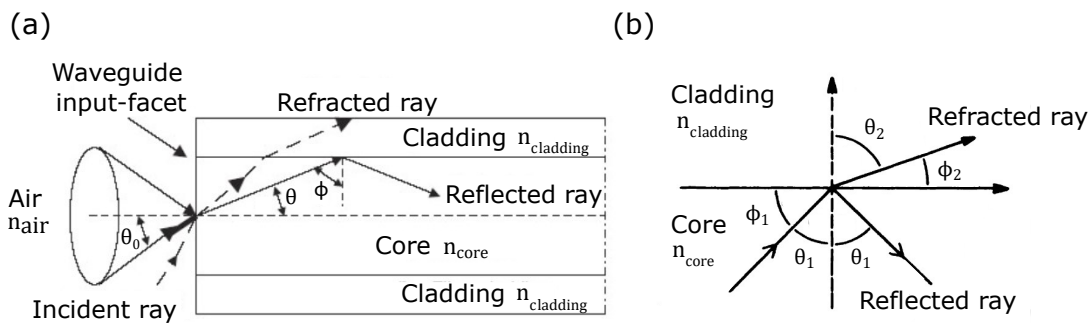 (a)
Waveguide
input-facet
Refracted ray
Cladding n_cladding
Air
n_air
θ_0
θ
ϕ
Reflected ray
Core n_core
Cladding n_cladding
Incident ray
(b)
Cladding
n_cladding
θ_2
Refracted ray
ϕ_2
ϕ_1
Core
n_core
θ_1
θ_1
Reflected ray